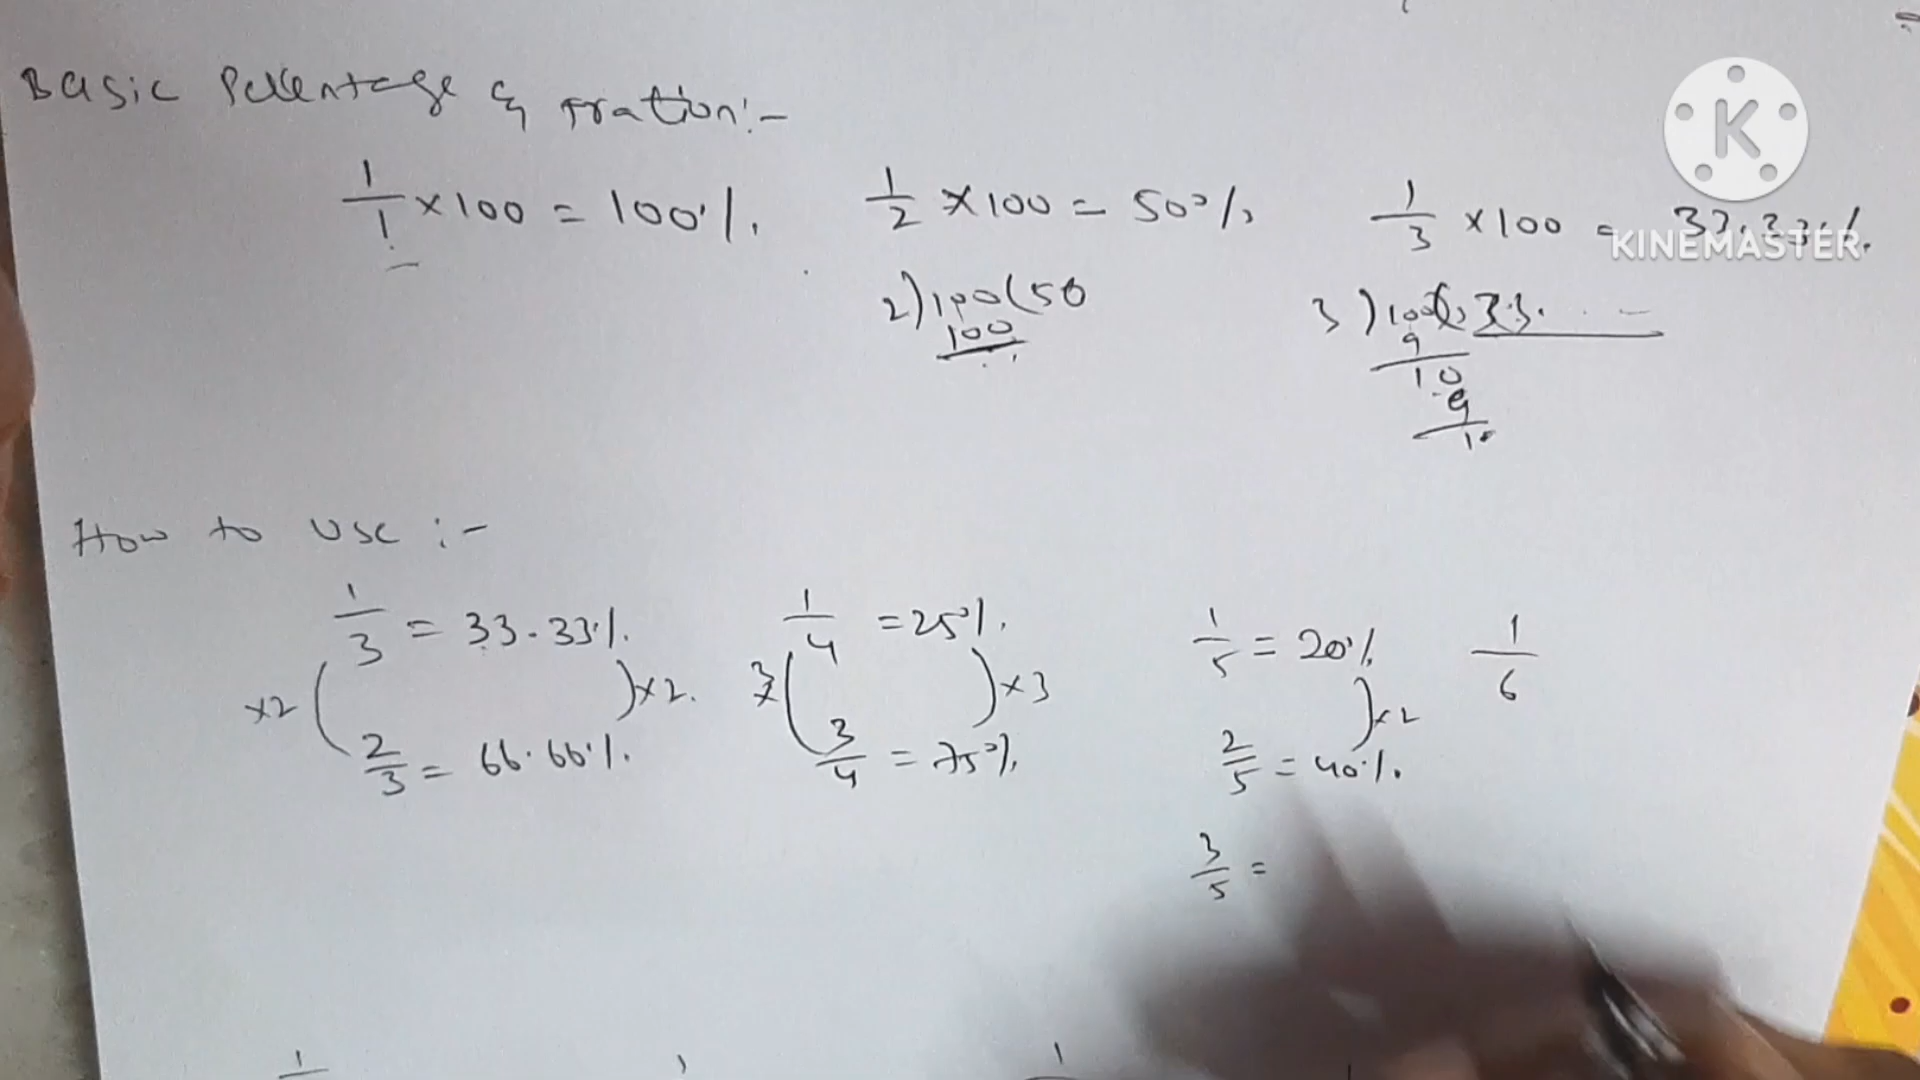 Basic Percentage & Fration:-
1/1 × 100 = 100%. 1/2 × 100 = 50% 1/3 × 100 = 33.33%.
K
KINEMASTER
2)100(50
100
3)100(33. . . .
9
10
9
10
How to use :-
1/3 = 33.33%. 1/4 = 25%. 1/5 = 20% 1/6
×2 ×2. 3× ×3 ×2
2/3 = 66.66%. 3/4 = 75%. 2/5 = 40%.
3/5 =